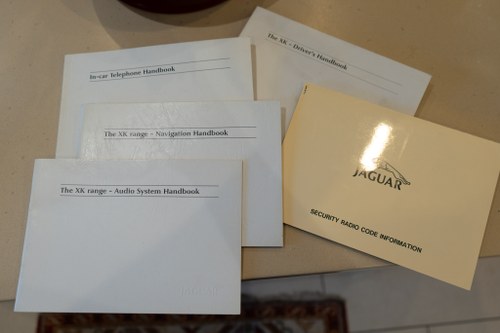 In-car Telephone Handbook
The XK - Driver's Handbook
The XK range - Navigation Handbook
The XK range - Audio System Handbook
JAGUAR
SECURITY RADIO CODE INFORMATION